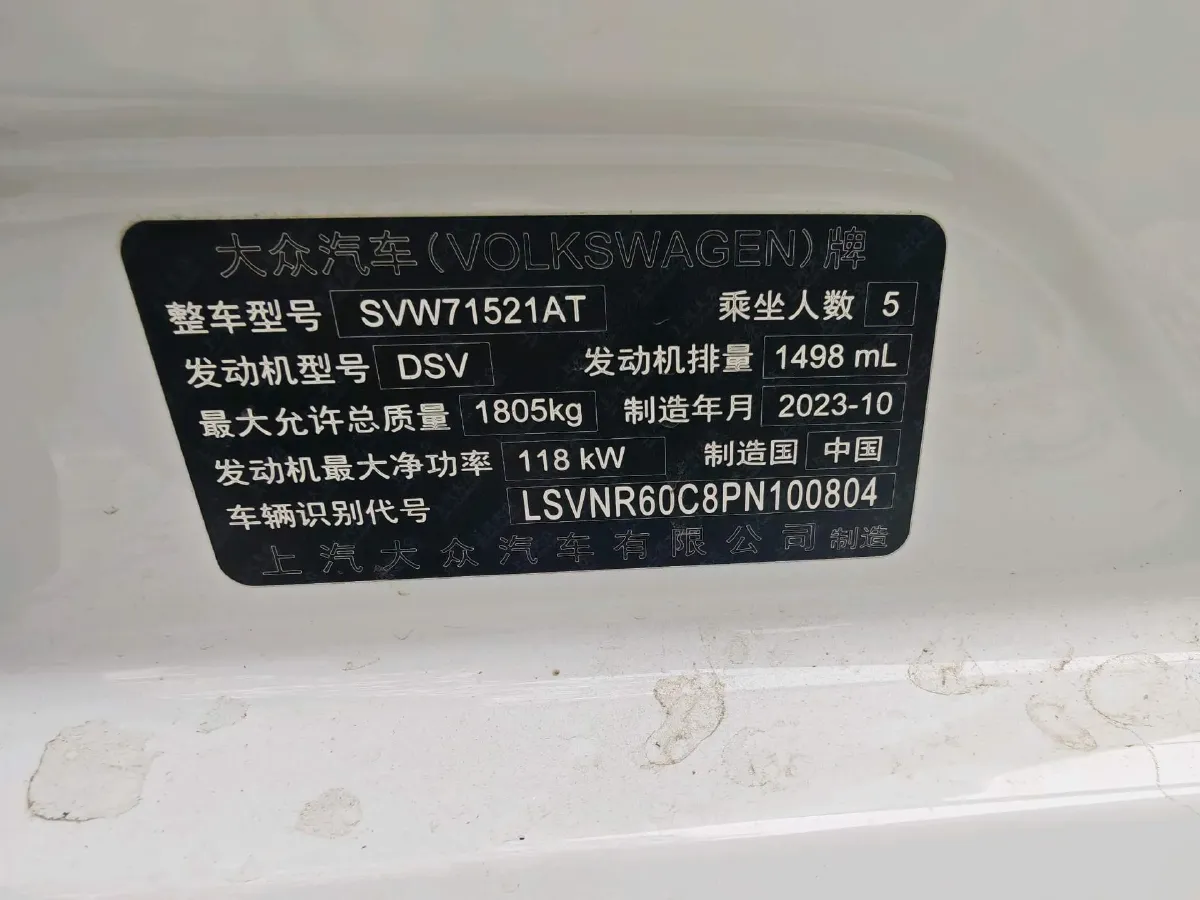 大众汽车(VOLKSWAGEN)牌
整车型号 SVW71521AT 乘坐人数 5
发动机型号 DSV 发动机排量 1498 mL
最大允许总质量 1805kg 制造年月 2023-10
发动机最大净功率 118 kW 制造国 中国
车辆识别代号 LSVNR60C8PN100804
上汽大众汽车有限公司制造